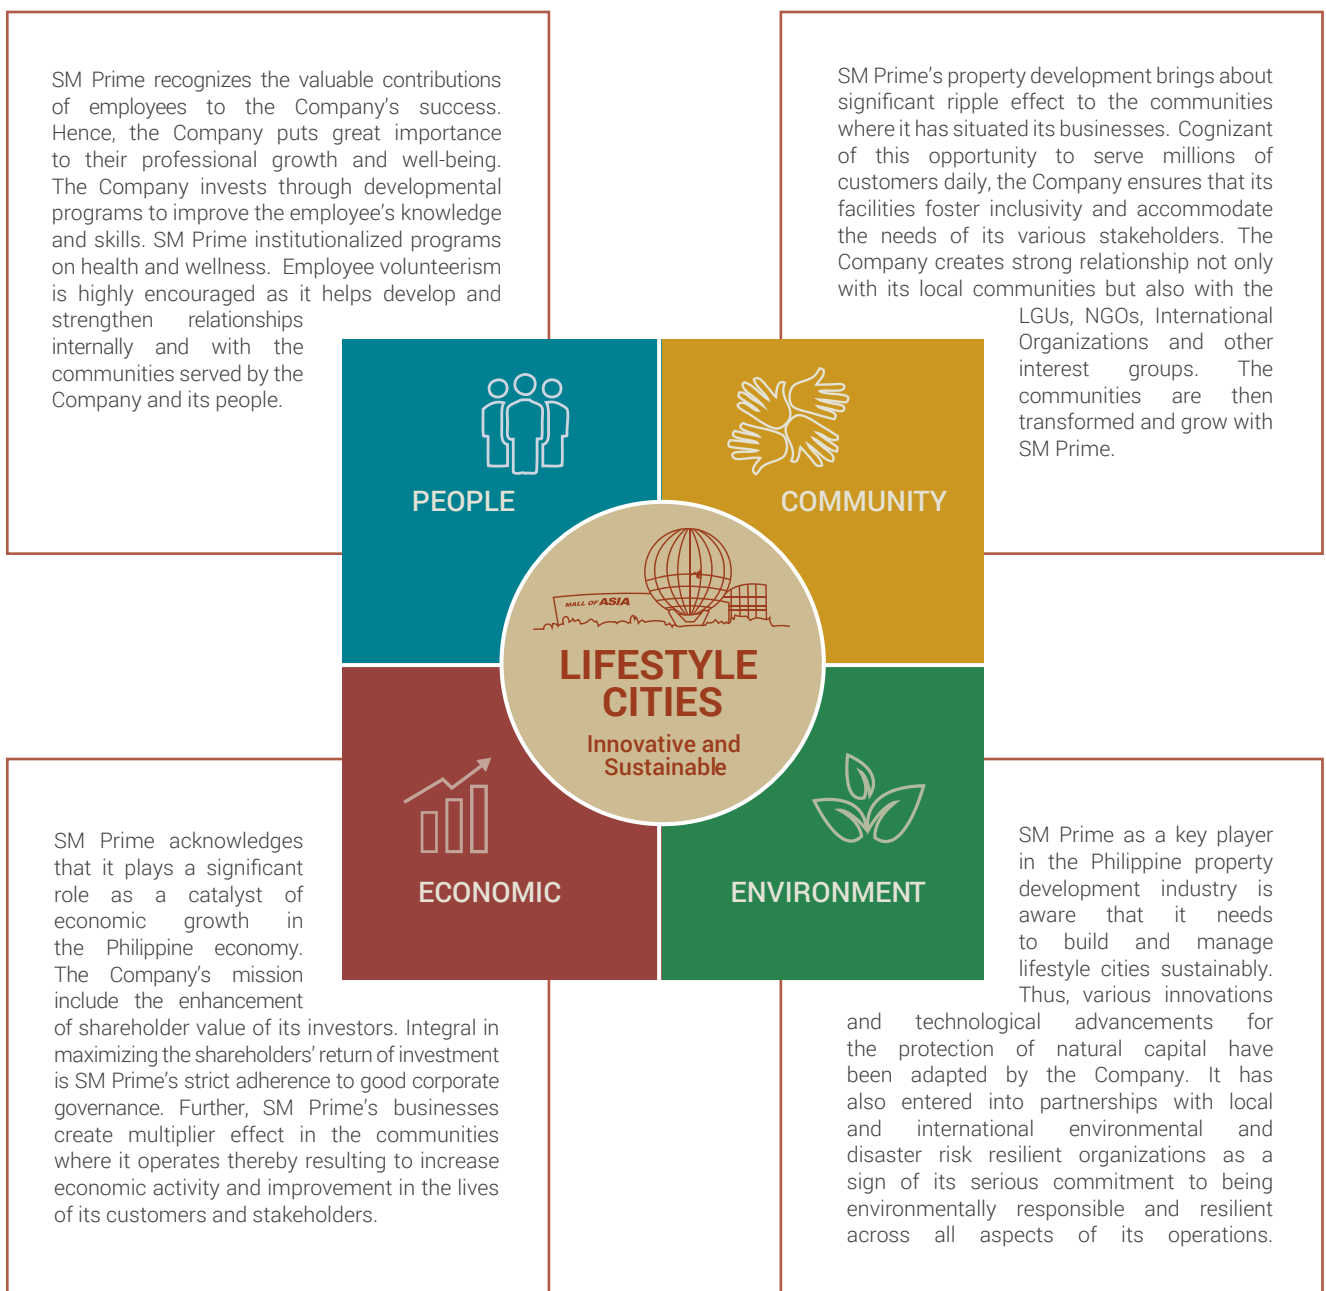 SM Prime recognizes the valuable contributions
of employees to the Company's success.
Hence, the Company puts great importance
to their professional growth and well-being.
The Company invests through developmental
programs to improve the employee's knowledge
and skills. SM Prime institutionalized programs
on health and wellness. Employee volunteerism
is highly encouraged as it helps develop and
strengthen relationships
internally and with the
communities served by the
Company and its people.
SM Prime's property development brings about
significant ripple effect to the communities
where it has situated its businesses. Cognizant
of this opportunity to serve millions of
customers daily, the Company ensures that its
facilities foster inclusivity and accommodate
the needs of its various stakeholders. The
Company creates strong relationship not only
with its local communities but also with the
LGUs, NGOs, International
Organizations and other
interest groups. The
communities are then
transformed and grow with
SM Prime.
PEOPLE
COMMUNITY
MALL OF ASIA
LIFESTYLE
CITIES
Innovative and
Sustainable
ECONOMIC
ENVIRONMENT
SM Prime acknowledges
that it plays a significant
role as a catalyst of
economic growth in
the Philippine economy.
The Company's mission
include the enhancement
of shareholder value of its investors. Integral in
maximizing the shareholders' return of investment
is SM Prime's strict adherence to good corporate
governance. Further, SM Prime's businesses
create multiplier effect in the communities
where it operates thereby resulting to increase
economic activity and improvement in the lives
of its customers and stakeholders.
SM Prime as a key player
in the Philippine property
development industry is
aware that it needs
to build and manage
lifestyle cities sustainably.
Thus, various innovations
and technological advancements for
the protection of natural capital have
been adapted by the Company. It has
also entered into partnerships with local
and international environmental and
disaster risk resilient organizations as a
sign of its serious commitment to being
environmentally responsible and resilient
across all aspects of its operations.